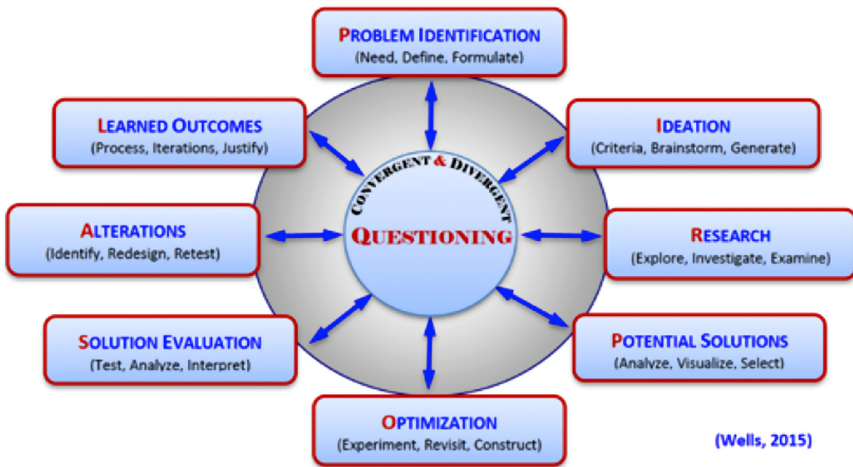 PROBLEM IDENTIFICATION
(Need, Define, Formulate)
IDEATION
(Criteria, Brainstorm, Generate)
RESEARCH
(Explore, Investigate, Examine)
POTENTIAL SOLUTIONS
(Analyze, Visualize, Select)
OPTIMIZATION
(Experiment, Revisit, Construct)
SOLUTION EVALUATION
(Test, Analyze, Interpret)
ALTERATIONS
(Identify, Redesign, Retest)
LEARNED OUTCOMES
(Process, Iterations, Justify)
CONVERGENT & DIVERGENT
QUESTIONING
(Wells, 2015)